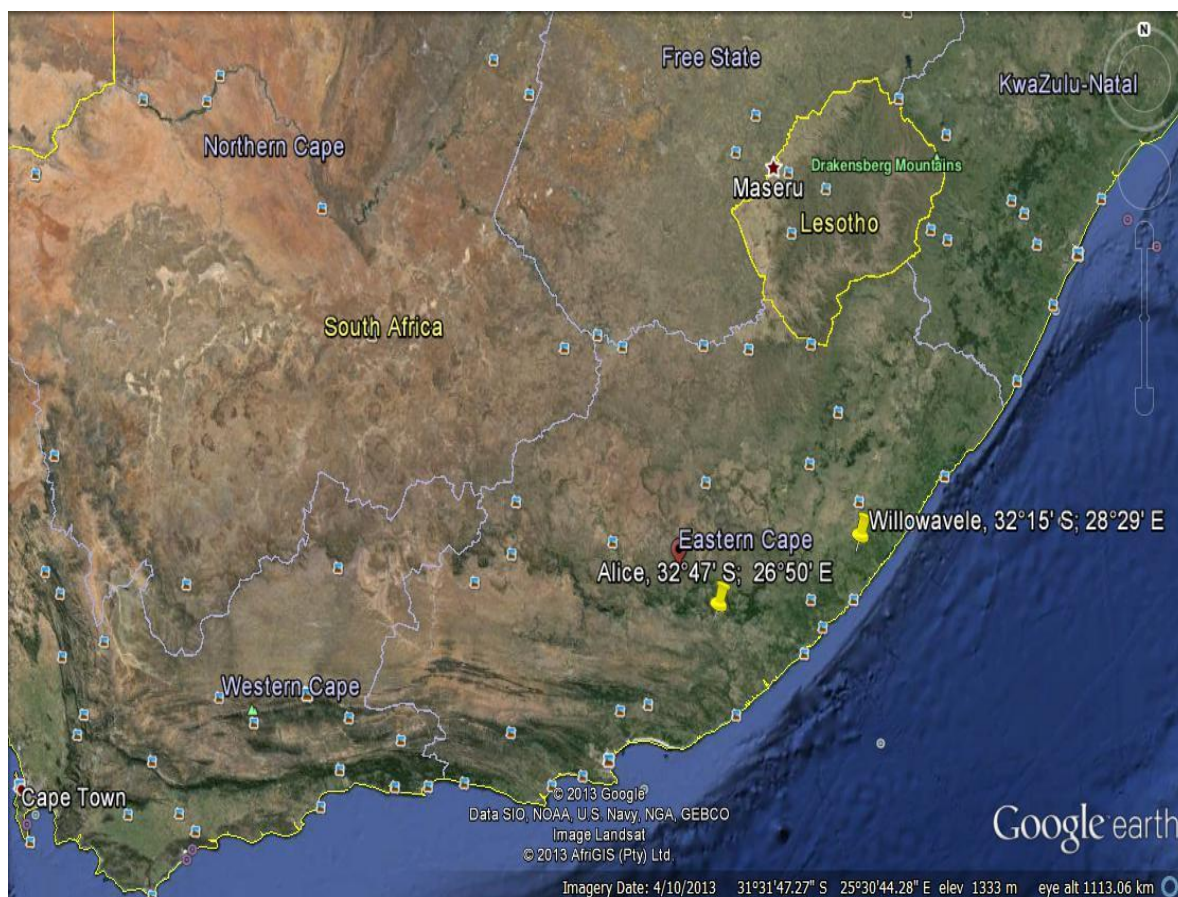 N
Free State
KwaZulu-Natal
Northern Cape
Drakensberg Mountains
Maseru
Lesotho
South Africa
Willowavele, 32°15' S; 28°29' E
Eastern Cape
Alice, 32°47' S; 26°50' E
Western Cape
Cape Town
© 2013 Google
Data SIO, NOAA, U.S. Navy, NGA, GEBCO
Image Landsat
© 2013 AfriGIS (Pty) Ltd.
Google earth
Imagery Date: 4/10/2013 31°31'47.27" S 25°30'44.28" E elev 1333 m eye alt 1113.06 km